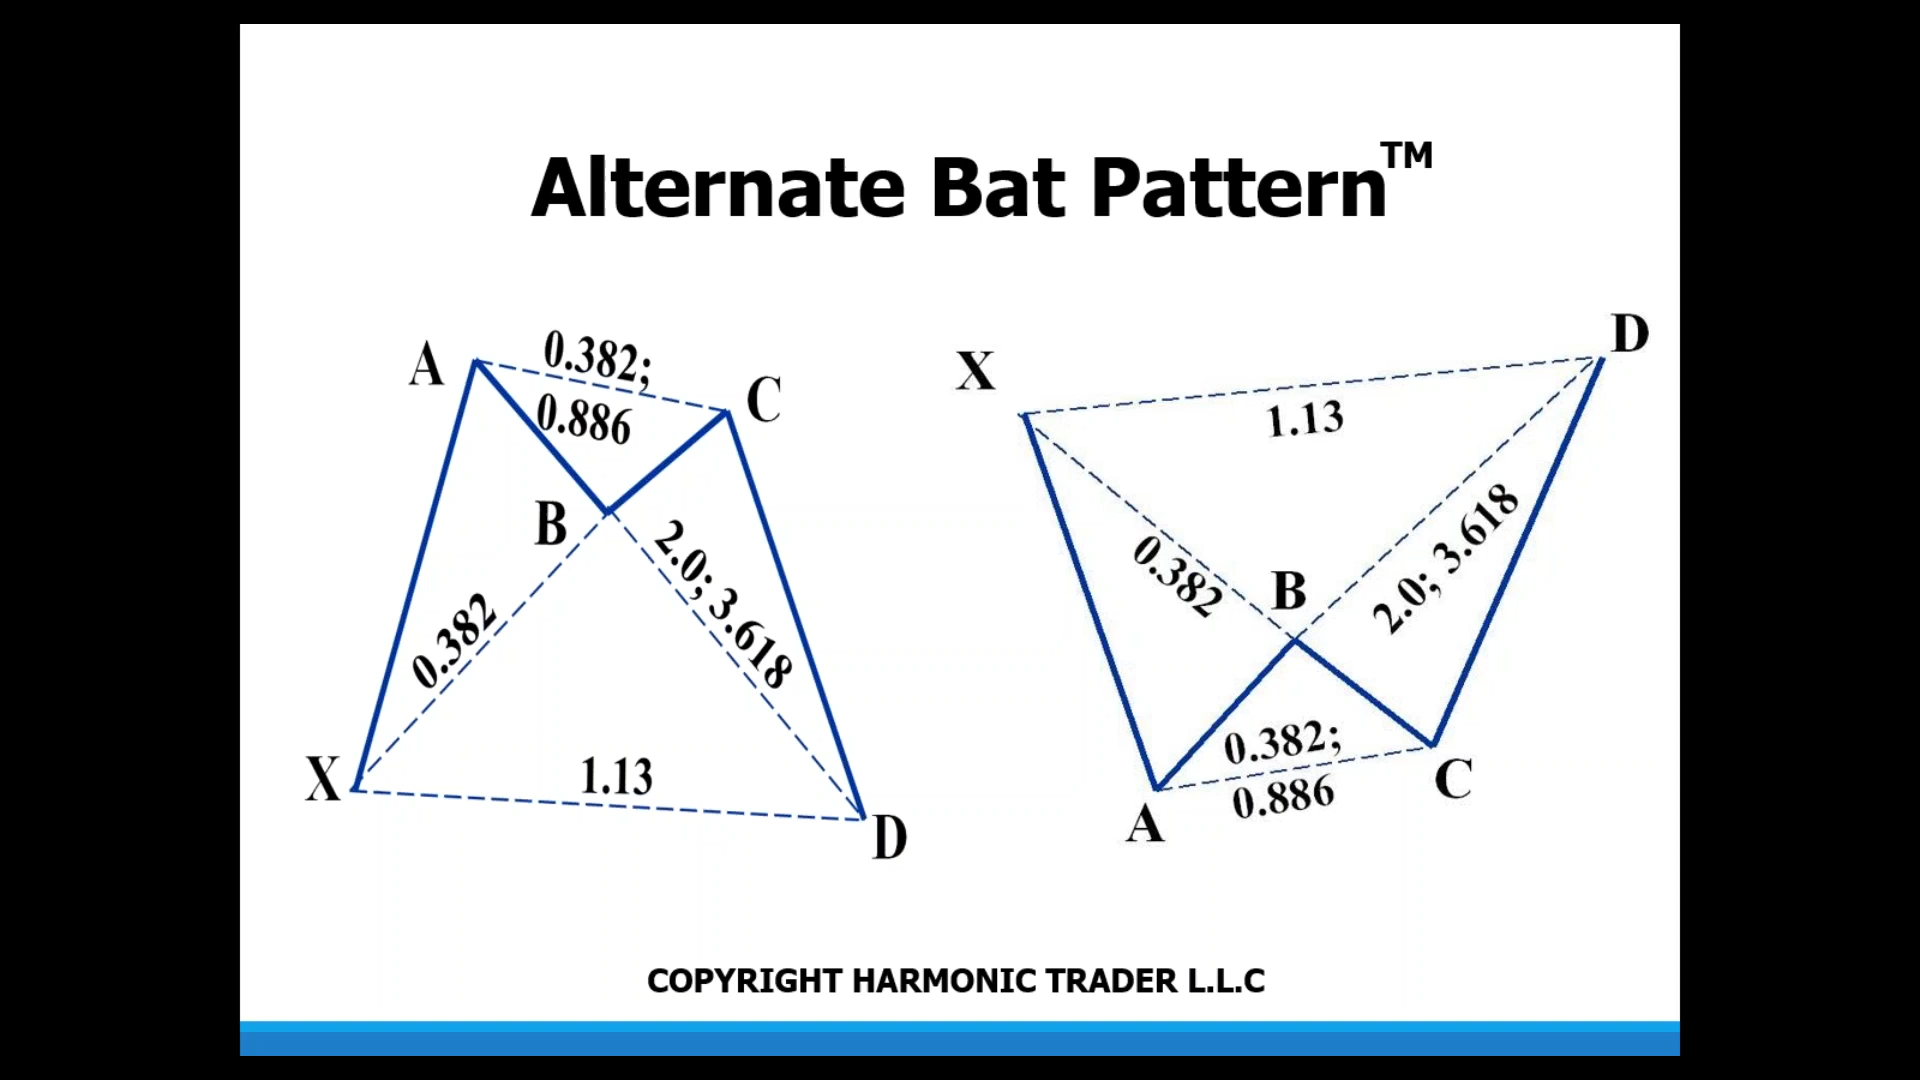 Alternate Bat Pattern™
A
0.382;
0.886
C
B
0.382
2.0; 3.618
X
1.13
D
X
D
1.13
0.382
B
2.0; 3.618
0.382;
0.886
A
C
COPYRIGHT HARMONIC TRADER L.L.C